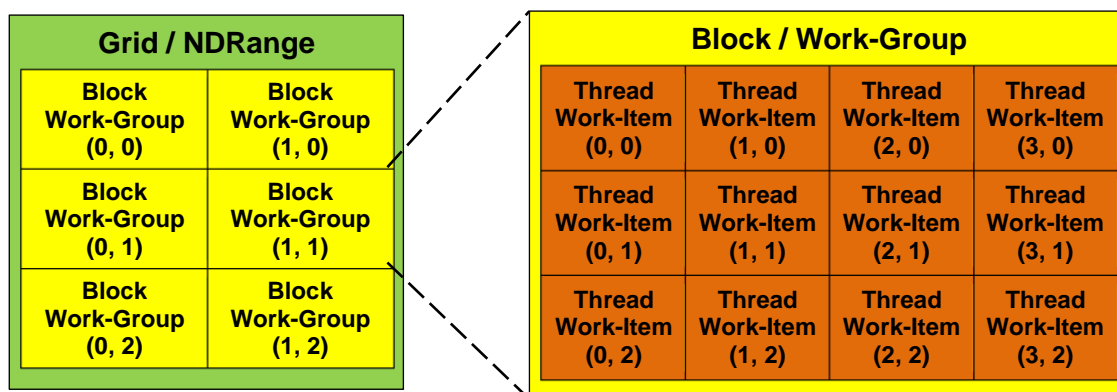 Grid / NDRange
Block
Work-Group
(0, 0)
Block
Work-Group
(1, 0)
Block
Work-Group
(0, 1)
Block
Work-Group
(1, 1)
Block
Work-Group
(0, 2)
Block
Work-Group
(1, 2)
Block / Work-Group
Thread
Work-Item
(0, 0)
Thread
Work-Item
(1, 0)
Thread
Work-Item
(2, 0)
Thread
Work-Item
(3, 0)
Thread
Work-Item
(0, 1)
Thread
Work-Item
(1, 1)
Thread
Work-Item
(2, 1)
Thread
Work-Item
(3, 1)
Thread
Work-Item
(0, 2)
Thread
Work-Item
(1, 2)
Thread
Work-Item
(2, 2)
Thread
Work-Item
(3, 2)